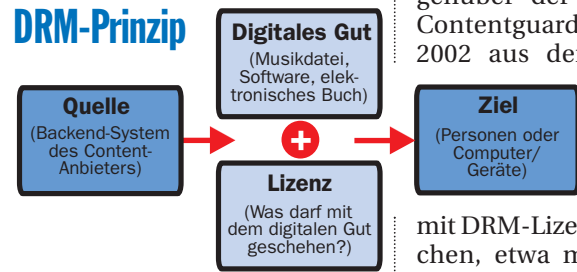 DRM-Prinzip
Quelle
(Backend-System
des Content-
Anbieters)
Digitales Gut
(Musikdatei,
Software, elek-
tronisches Buch)
+
Lizenz
(Was darf mit
dem digitalen Gut
geschehen?)
Ziel
(Personen oder
Computer/
Geräte)
Contentguard
2002 aus de
mit DRM-Lize
chen, etwa m